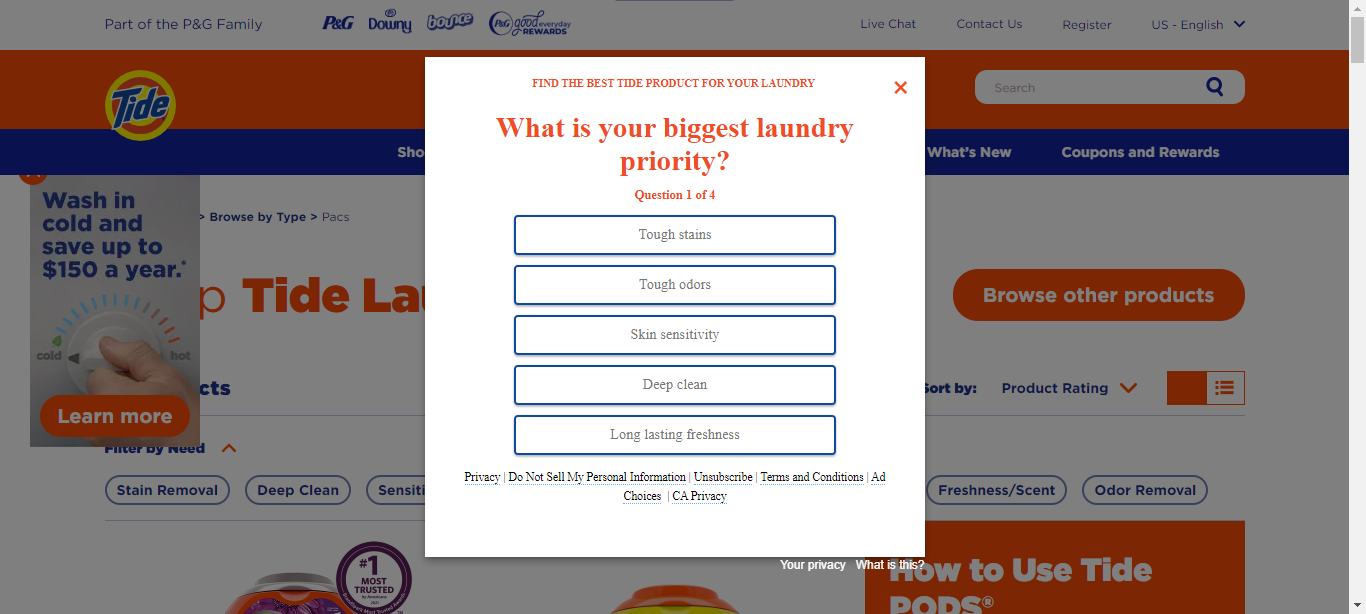 Part of the P&G Family
P&G
Downy
bounce
P&G good everyday
REWARDS
Live Chat
Contact Us
Register
US - English
Tide
Search
Sho
What's New
Coupons and Rewards
FIND THE BEST TIDE PRODUCT FOR YOUR LAUNDRY
What is your biggest laundry
priority?
Question 1 of 4
Tough stains
Tough odors
Skin sensitivity
Deep clean
Long lasting freshness
Privacy | Do Not Sell My Personal Information | Unsubscribe | Terms and Conditions | Ad
Choices | CA Privacy
Your privacy What is this?
Wash in
cold and
save up to
$150 a year.*
cold
hot
Learn more
> Browse by Type > Pacs
p Tide La
Browse other products
cts
Sort by:
Product Rating
Filter by Need
Stain Removal
Deep Clean
Sensiti
Freshness/Scent
Odor Removal
#1
MOST
TRUSTED
How to Use Tide
PODS®